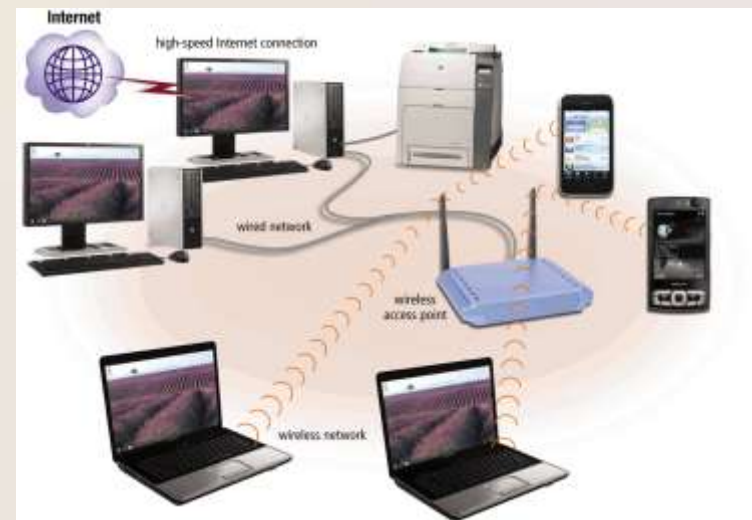 Internet
high-speed Internet connection
wired network
wireless
access point
wireless network